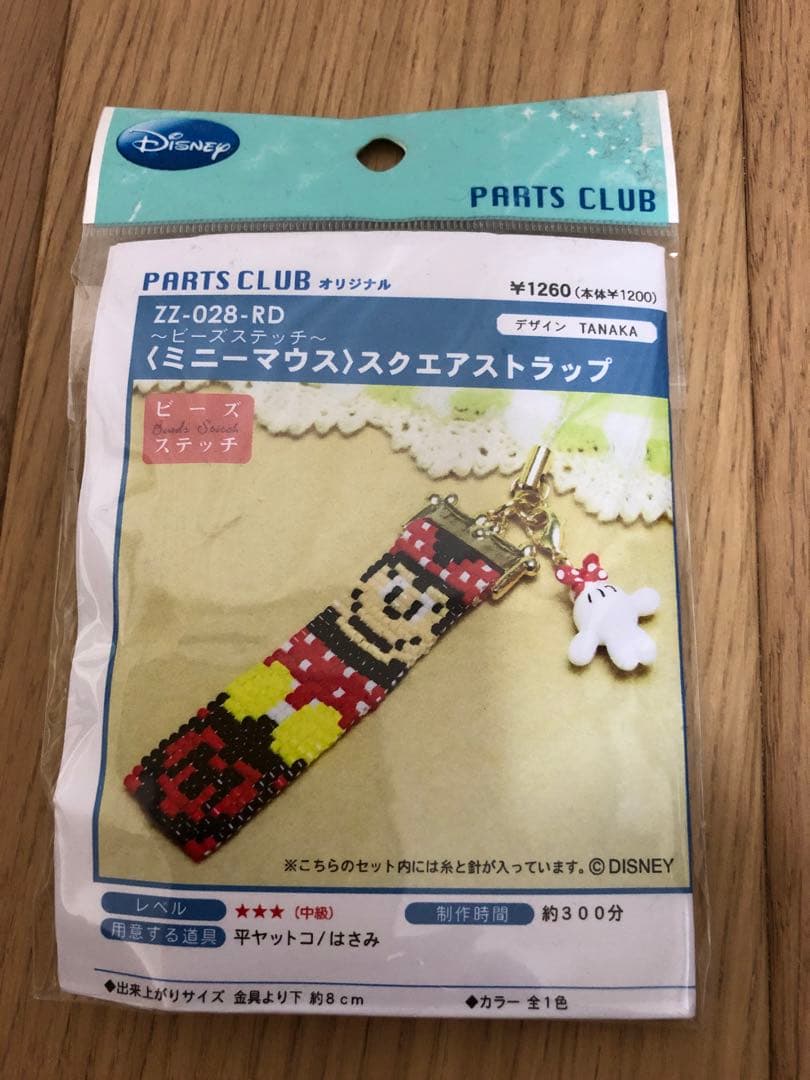 Disney
PARTS CLUB
PARTS CLUB オリジナル
¥1260(本体¥1200)
ZZ-028-RD
デザイン TANAKA
～ビーズステッチ～
〈ミニーマウス〉スクエアストラップ
ビーズ
Beads Stitch
ステッチ
※こちらのセット内には糸と針が入っています。©DISNEY
レベル ★★★(中級) 制作時間 約300分
用意する道具 平ヤットコ/はさみ
◆出来上がりサイズ 金具より下 約8cm ◆カラー 全1色